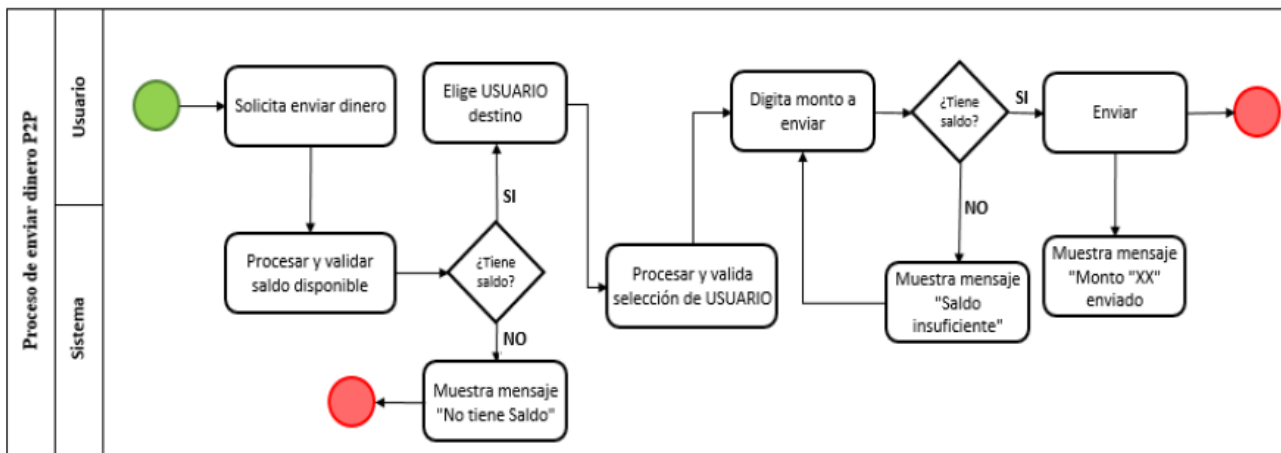 Proceso de enviar dinero P2P
Usuario
Sistema
Solicita enviar dinero
Procesar y validar
saldo disponible
¿Tiene
saldo?
SI
NO
Muestra mensaje
"No tiene Saldo"
Elige USUARIO
destino
Procesar y valida
selección de USUARIO
Digita monto a
enviar
¿Tiene
saldo?
SI
NO
Muestra mensaje
"Saldo
insuficiente"
Enviar
Muestra mensaje
"Monto "XX"
enviado